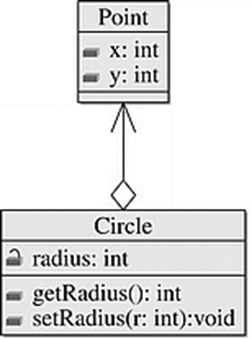 Point
x: int
y: int
Circle
radius: int
getRadius(): int
setRadius(r: int):void